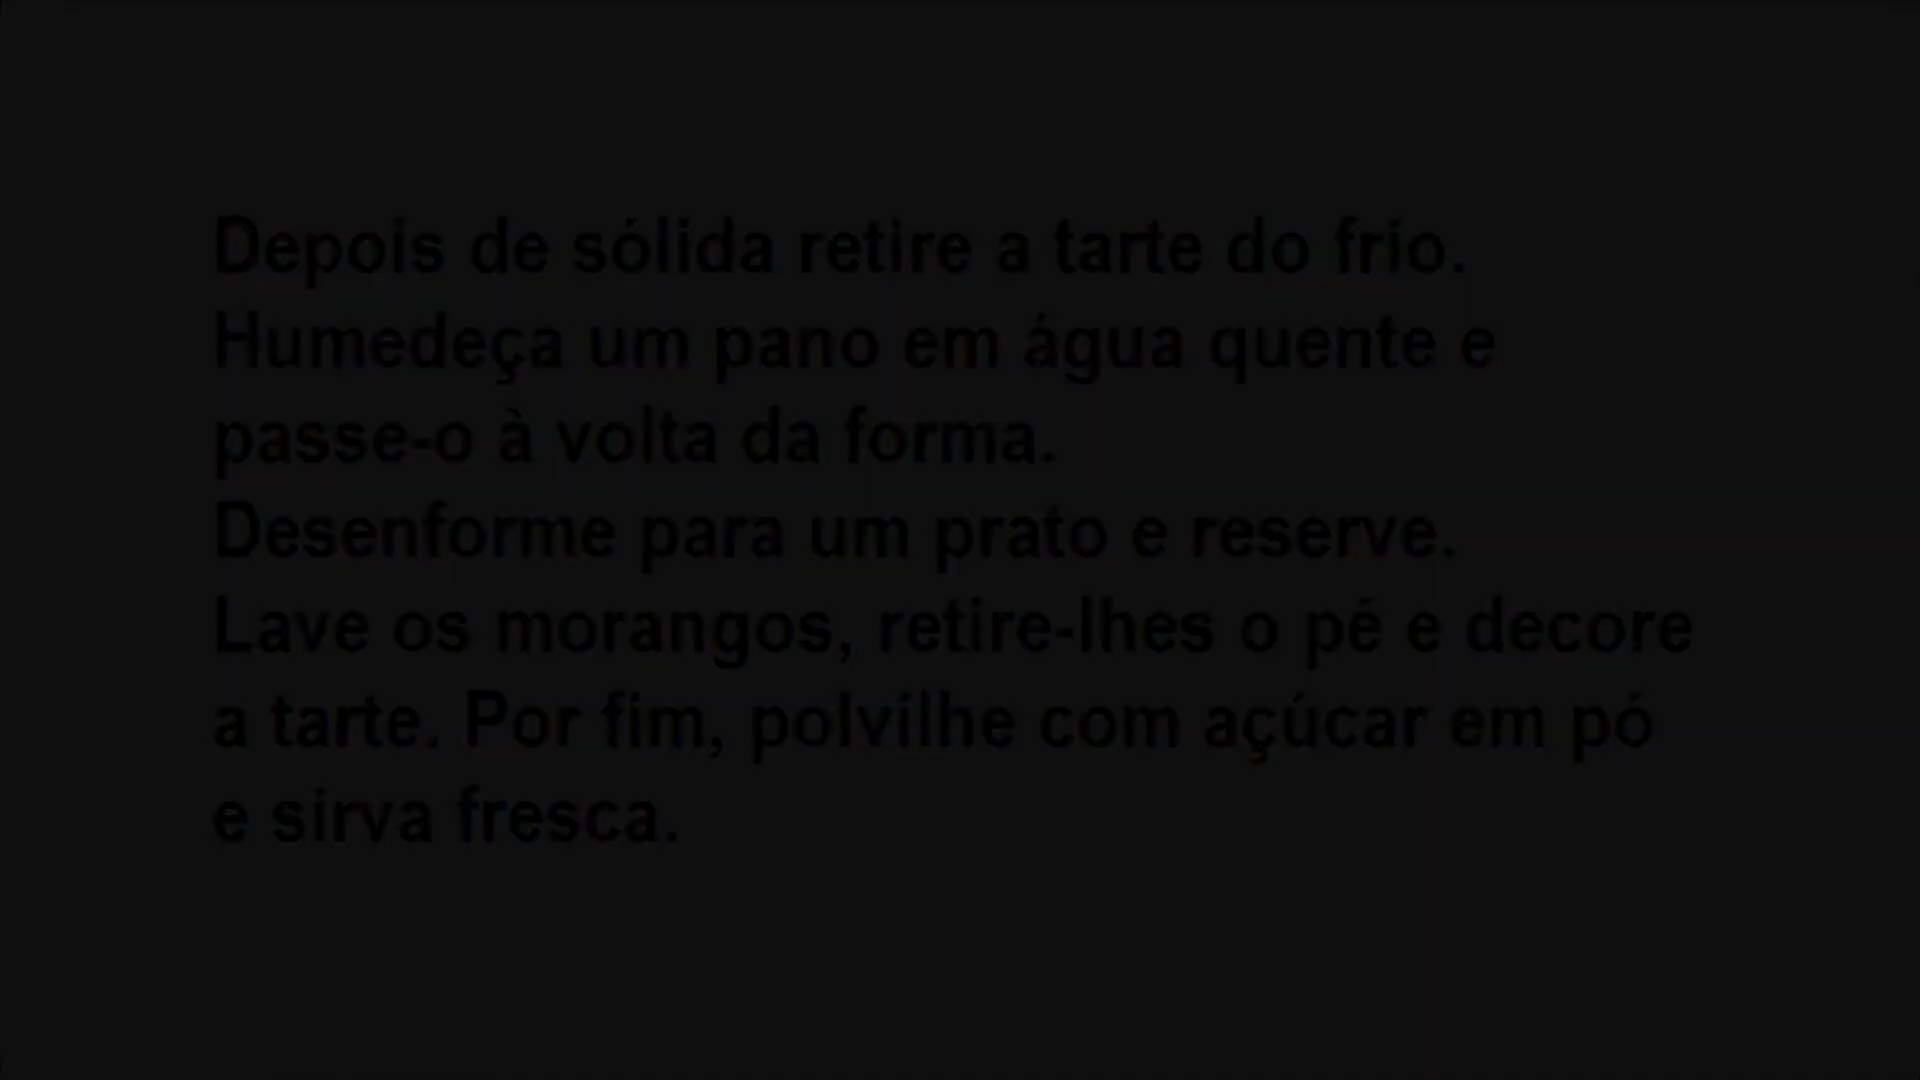 Depois de sólida retire a tarte do frio.
Humedeça um pano em água quente e
passe-o à volta da forma.
Desenforme para um prato e reserve.
Lave os morangos, retire-lhes o pé e decore
a tarte. Por fim, polvilhe com açúcar em pó
e sirva fresca.